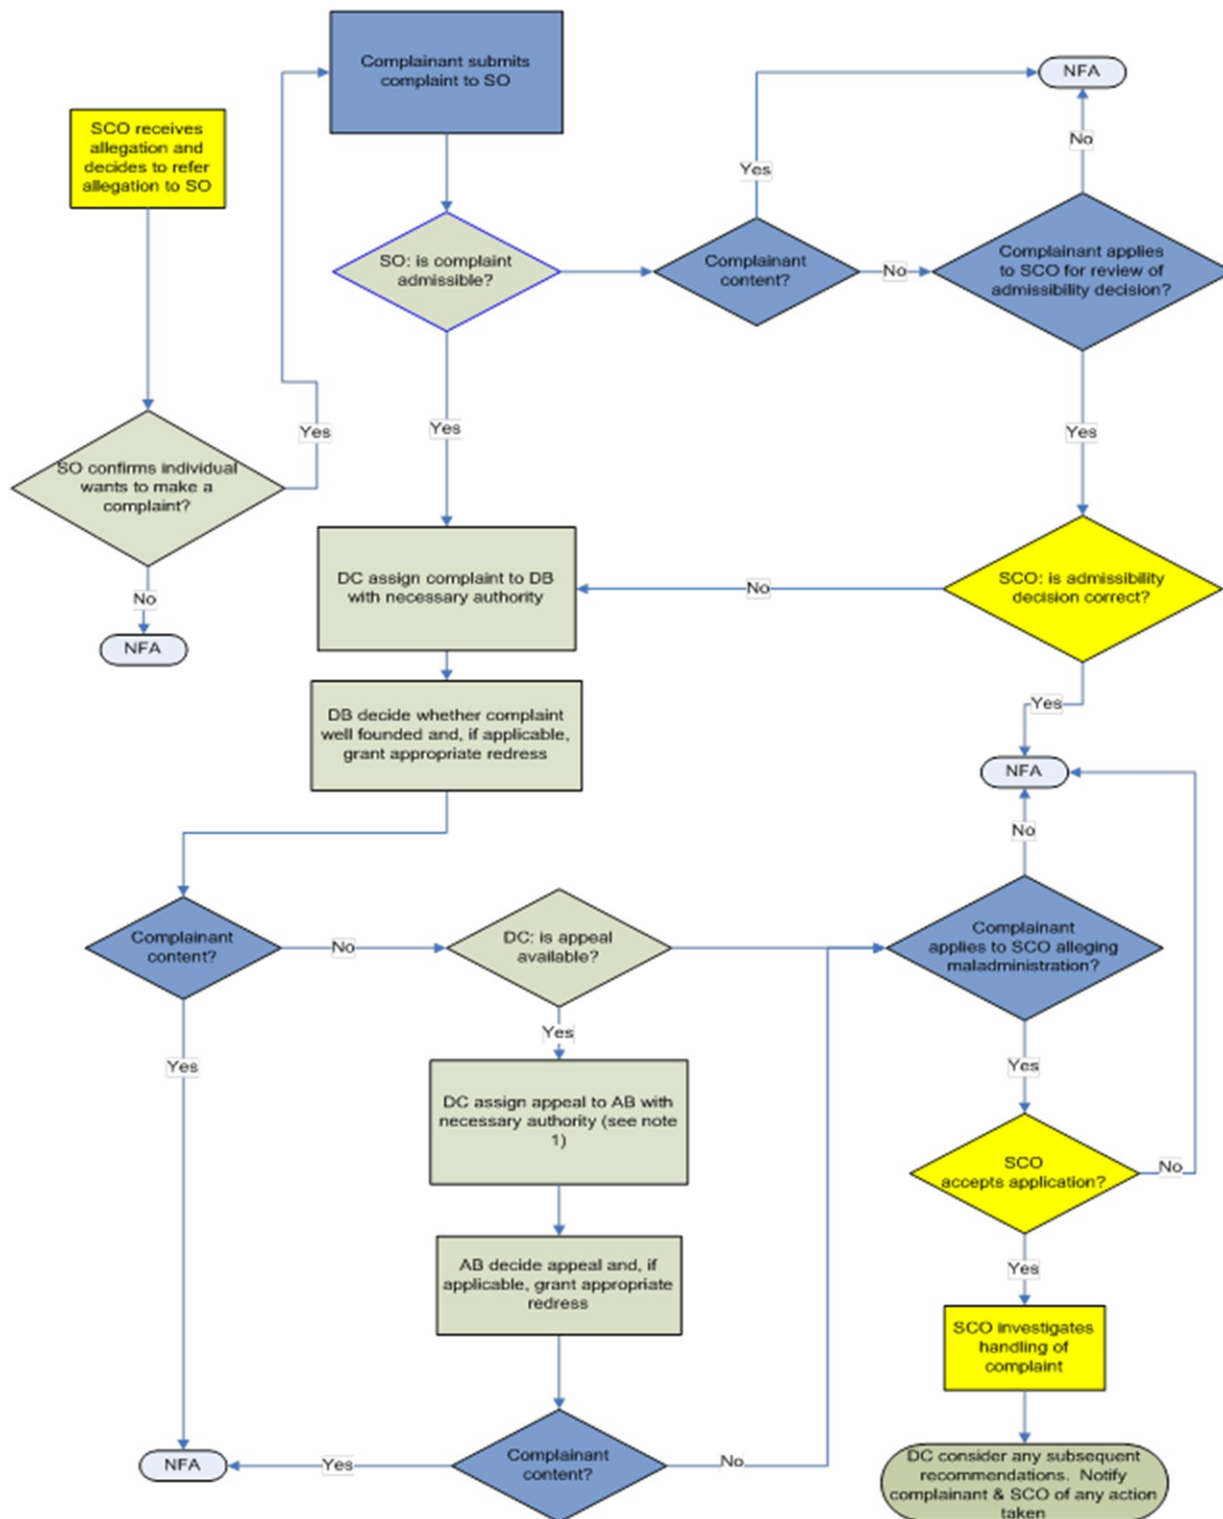 Complainant submits
complaint to SO
NFA
SCO receives
allegation and
decides to refer
allegation to SO
No
Yes
SO: is complaint
admissible?
Complainant
content?
No
Complainant applies
to SCO for review of
admissibility decision?
Yes
Yes
Yes
SO confirms individual
wants to make a
complaint?
No
NFA
DC assign complaint to DB
with necessary authority
No
SCO: is admissibility
decision correct?
DB decide whether complaint
well founded and, if applicable,
grant appropriate redress
Yes
NFA
No
Complainant
content?
No
DC: is appeal
available?
Complainant
applies to SCO alleging
maladministration?
Yes
Yes
Yes
DC assign appeal to AB with
necessary authority (see note
1)
SCO
accepts application?
No
AB decide appeal and, if
applicable, grant appropriate
redress
Yes
SCO investigates
handling of
complaint
NFA
Yes
Complainant
content?
No
DC consider any subsequent
recommendations. Notify
complainant & SCO of any action
taken